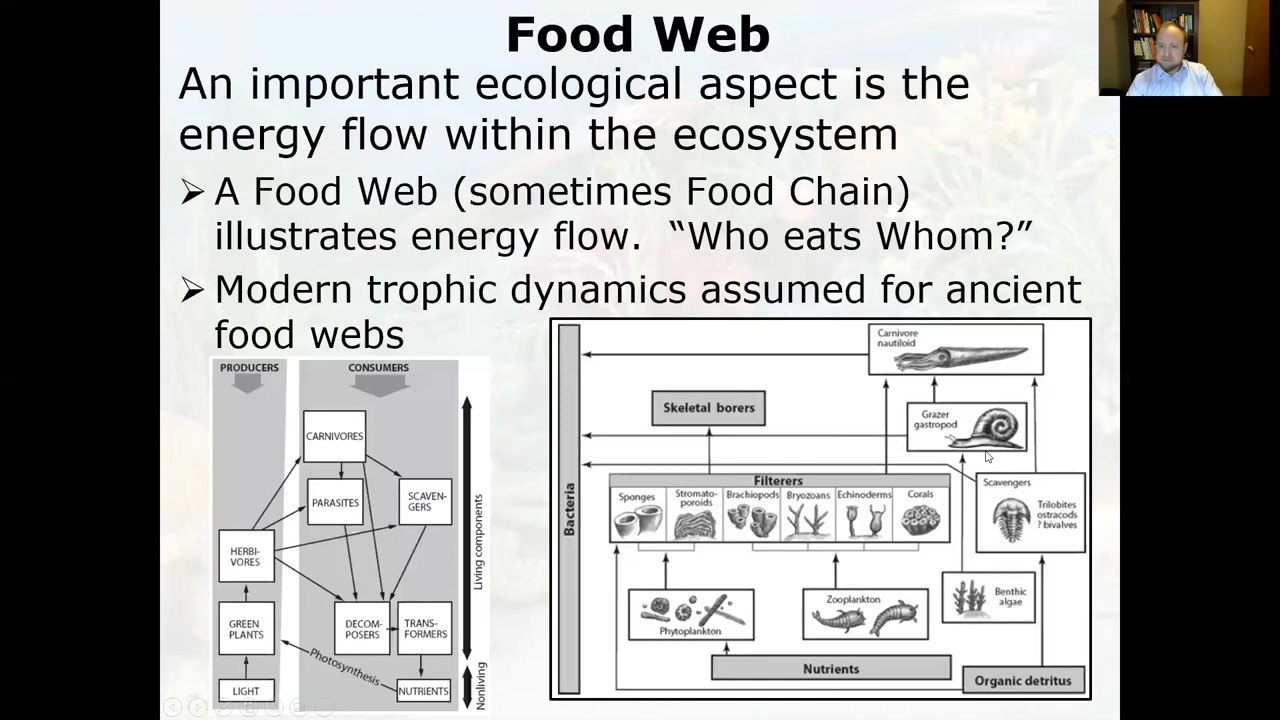 Food Web
An important ecological aspect is the
energy flow within the ecosystem
➢ A Food Web (sometimes Food Chain)
illustrates energy flow. “Who eats Whom?”
➢ Modern trophic dynamics assumed for ancient
food webs
PRODUCERS
CONSUMERS
CARNIVORES
PARASITES
SCAVEN-
GERS
HERBI-
VORES
GREEN
PLANTS
DECOM-
POSERS
TRANS-
FORMERS
Photosynthesis
LIGHT
NUTRIENTS
Living components
Nonliving
Bacteria
Carnivore
nautiloid
Skeletal borers
Grazer
gastropod
Filterers
Sponges
Stromato-
poroids
Brachiopods
Bryozoans
Echinoderms
Corals
Scavengers
Trilobites
ostracods
? bivalves
Phytoplankton
Zooplankton
Benthic
algae
Nutrients
Organic detritus